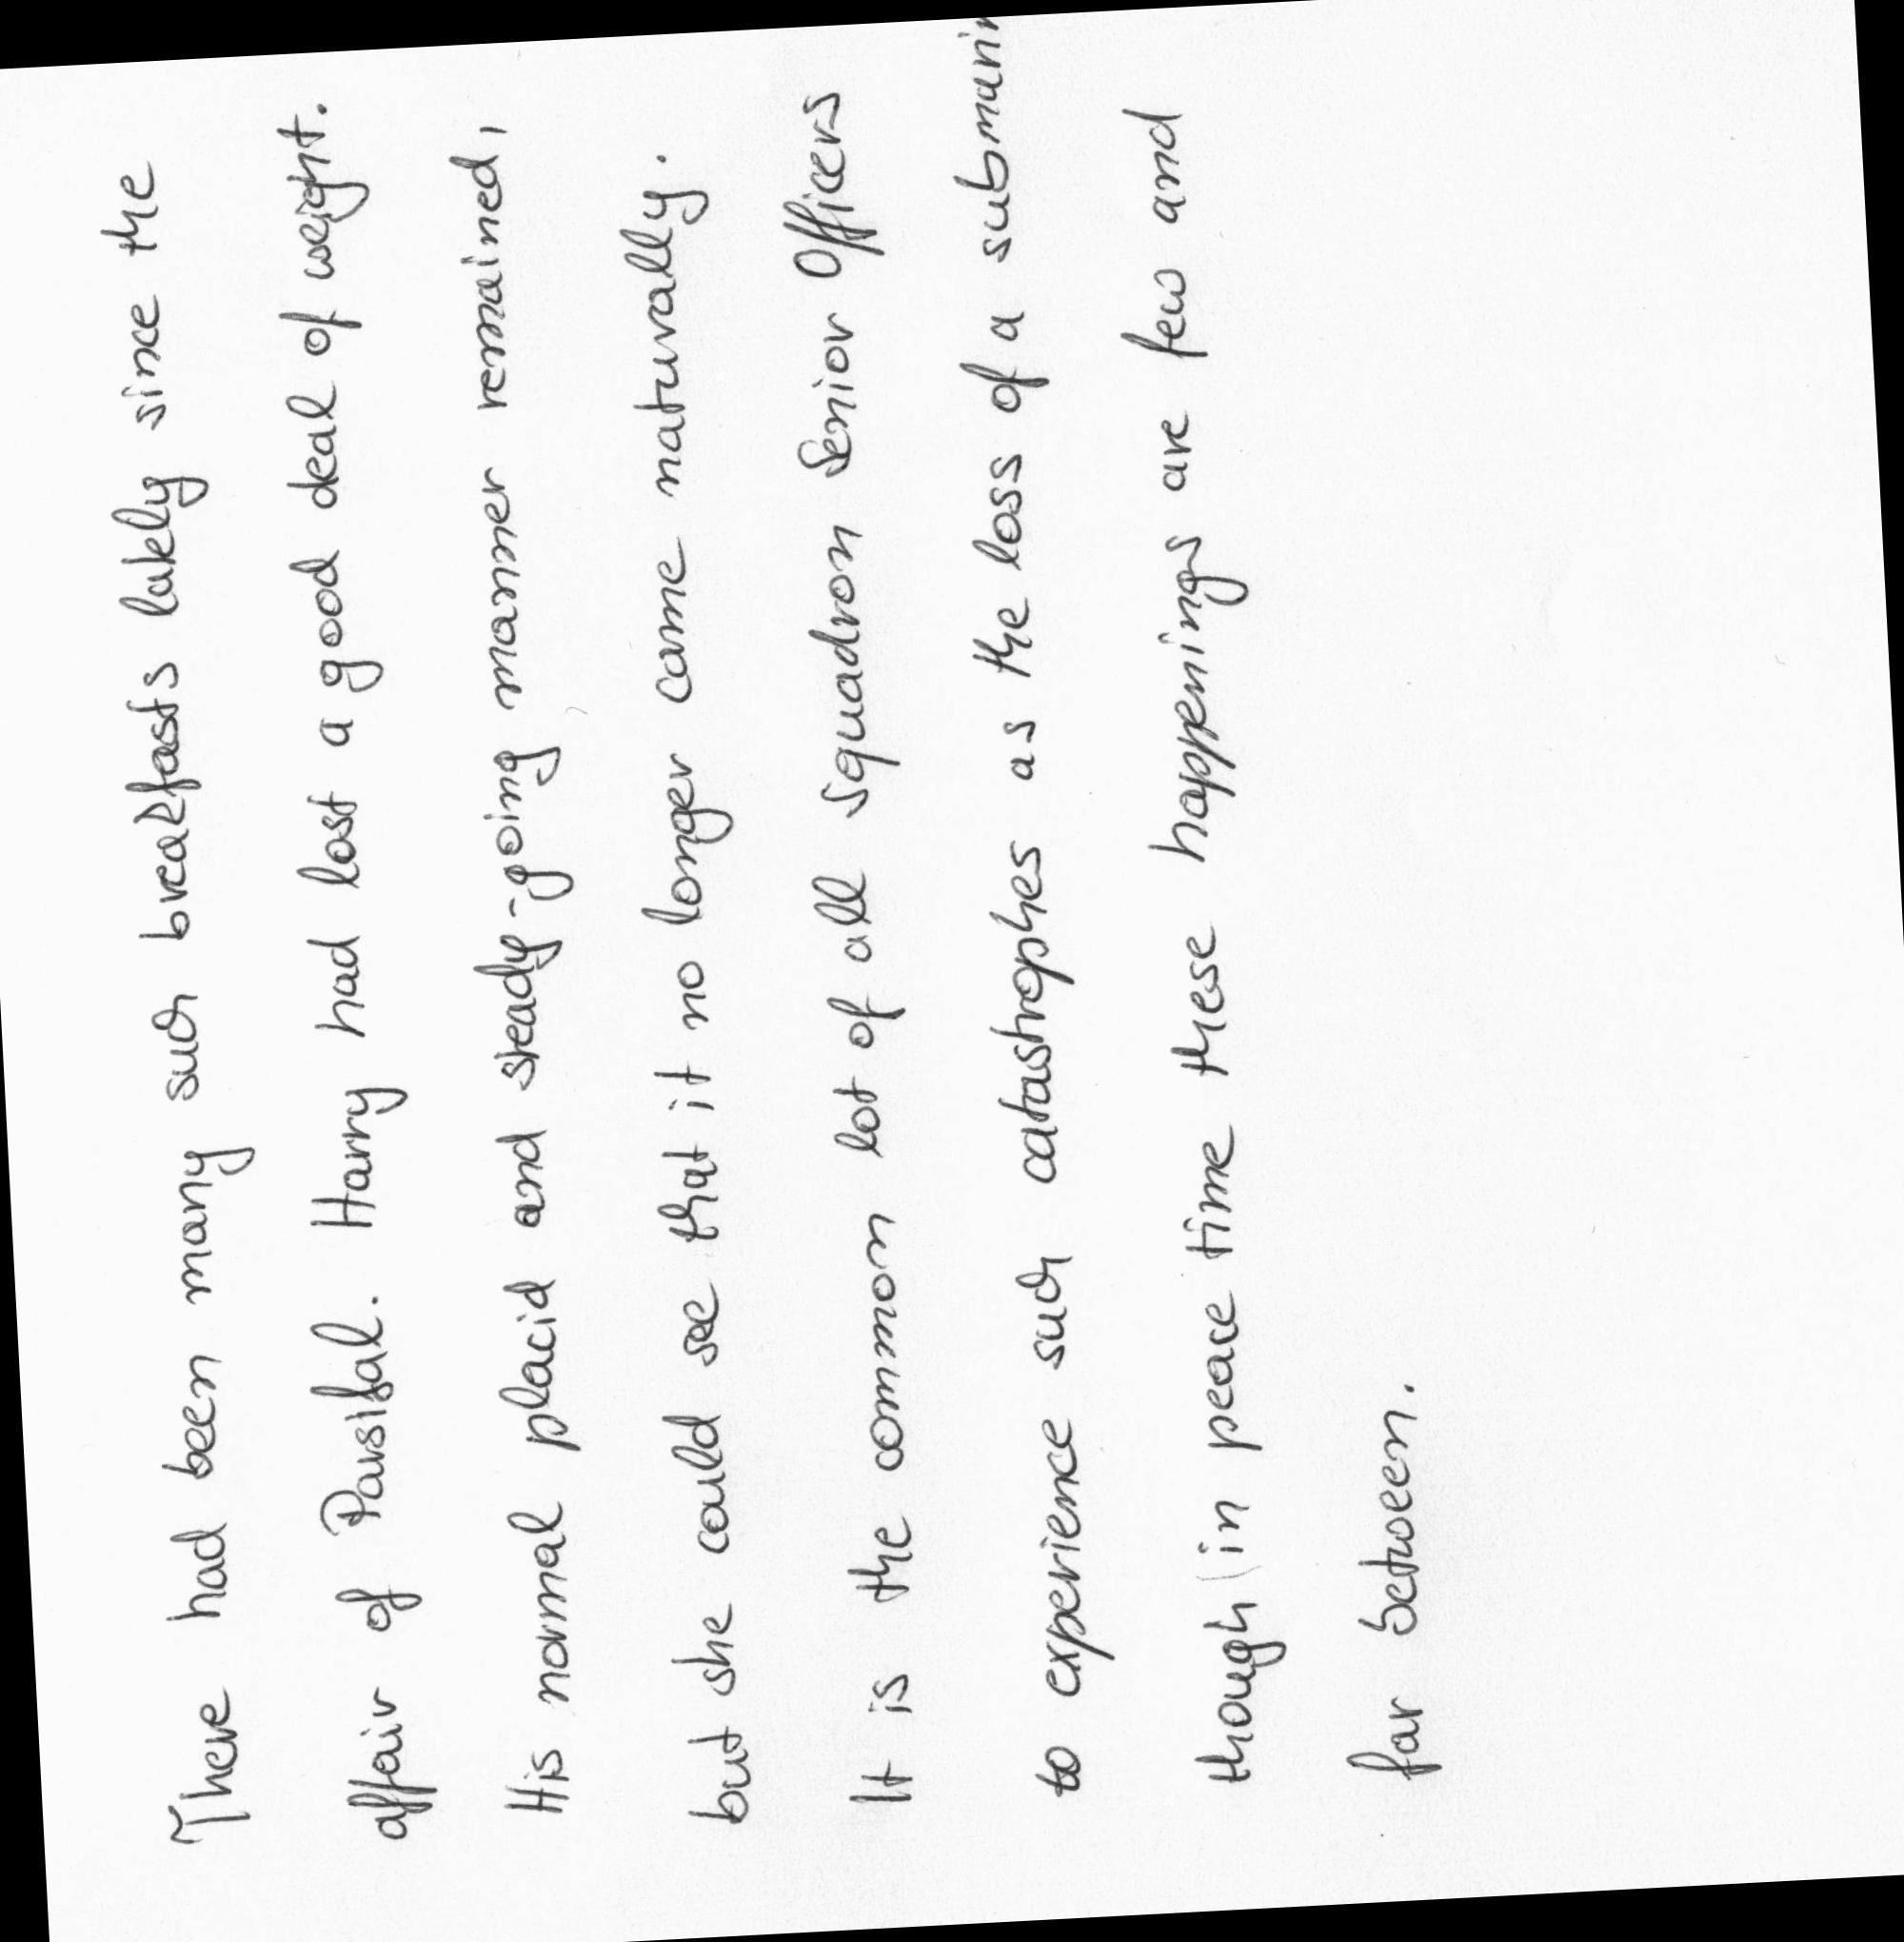 There had been many such breakfasts lately since the
affair of Parsifal. Harry had lost a good deal of weight.
His normal placid and steady-going manner remained,
but she could see that it no longer came naturally.
It is the common lot of all Squadron Senior Officers
to experience such catastrophes as the loss of a submarin
though in peace time these happenings are few and
far between.